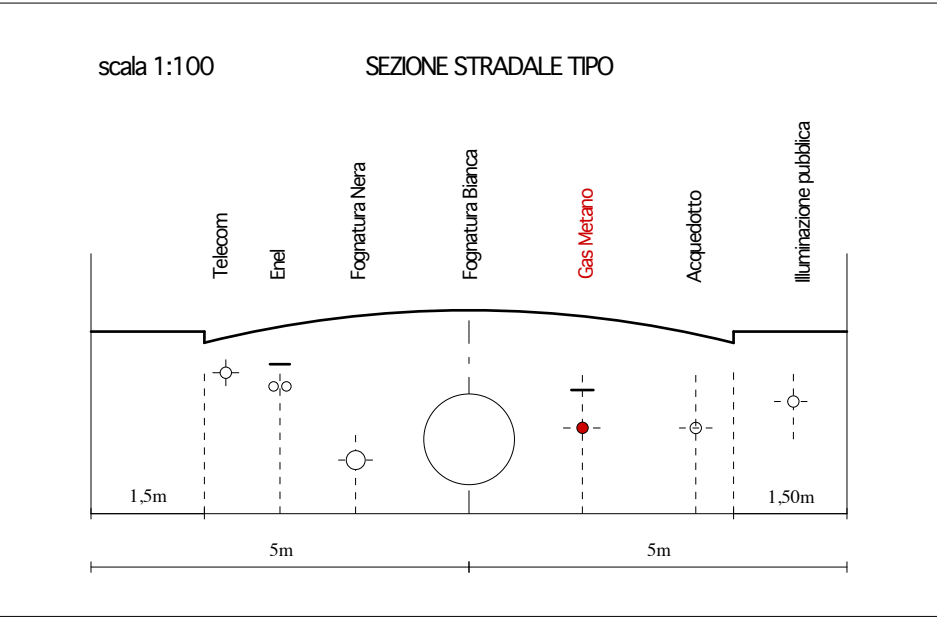 scala 1:100
SEZIONE STRADALE TIPO
Telecom
Enel
Fognatura Nera
Fognatura Bianca
Gas Metano
Acquedotto
Illuminazione pubblica
1,5m
1,50m
5m
5m